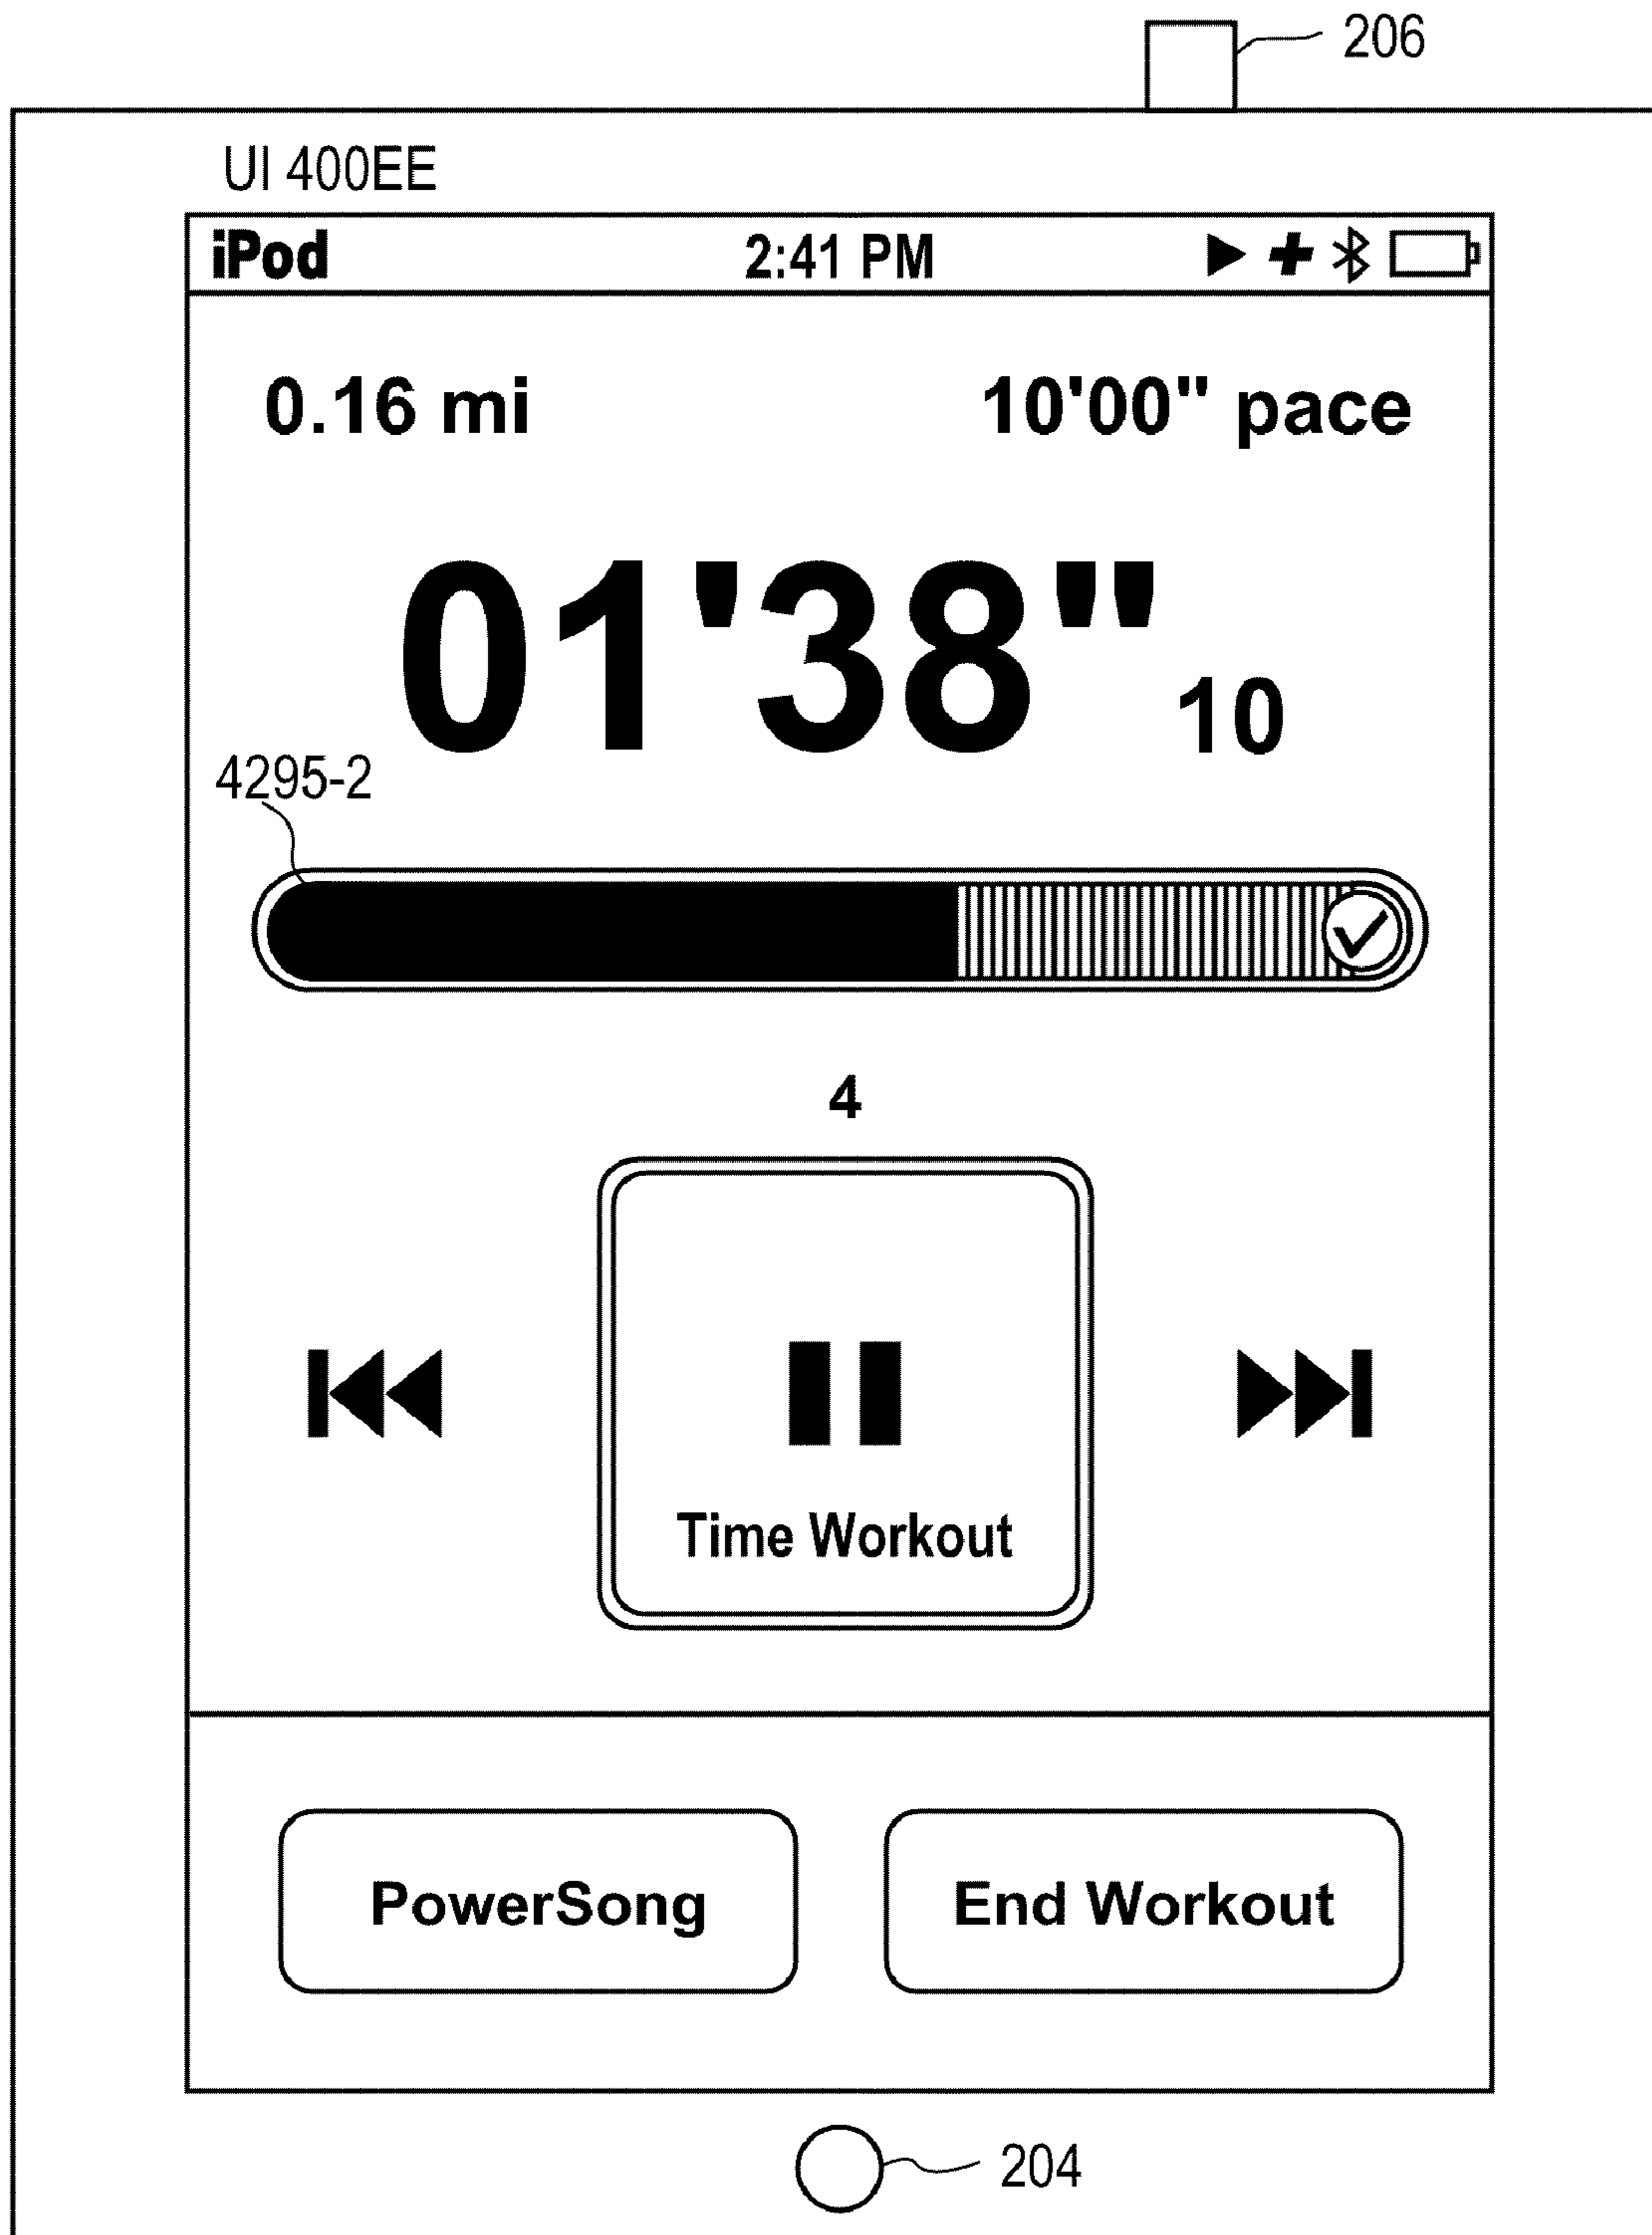 206
UI 400EE
iPod 2:41 PM
0.16 mi 10'00" pace
01'38" 10
4295-2
4
Time Workout
PowerSong End Workout
204